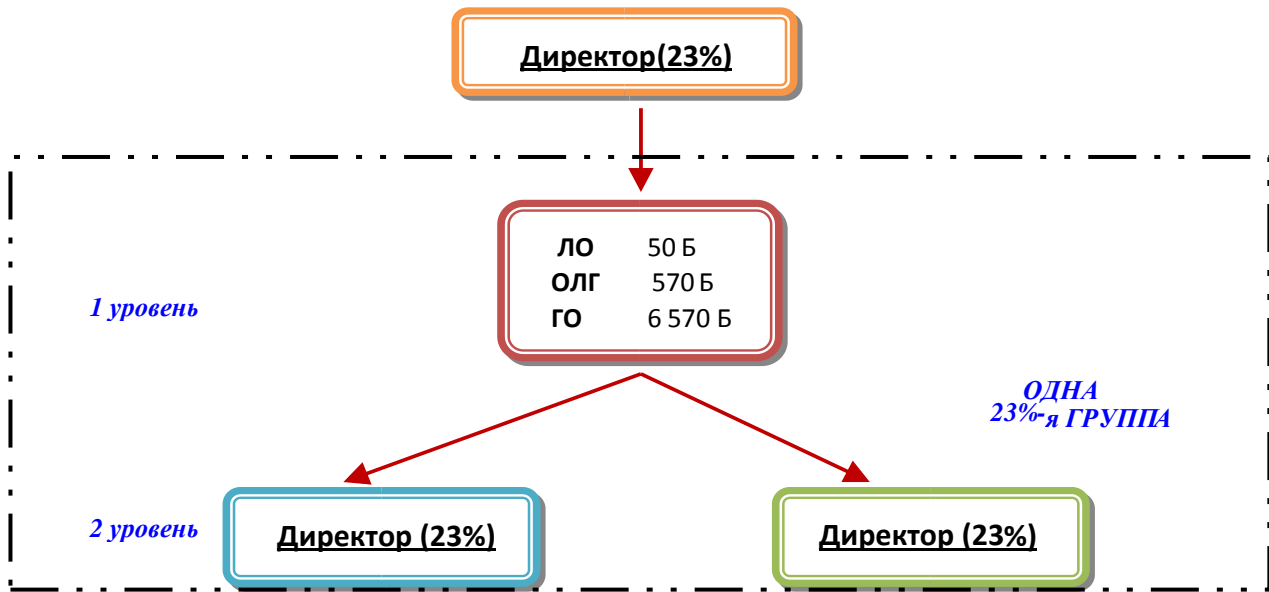 Директор(23%)
ЛО 50 Б
ОЛГ 570 Б
ГО 6 570 Б
1 уровень
ОДНА
23%-я ГРУППА
2 уровень
Директор (23%)
Директор (23%)